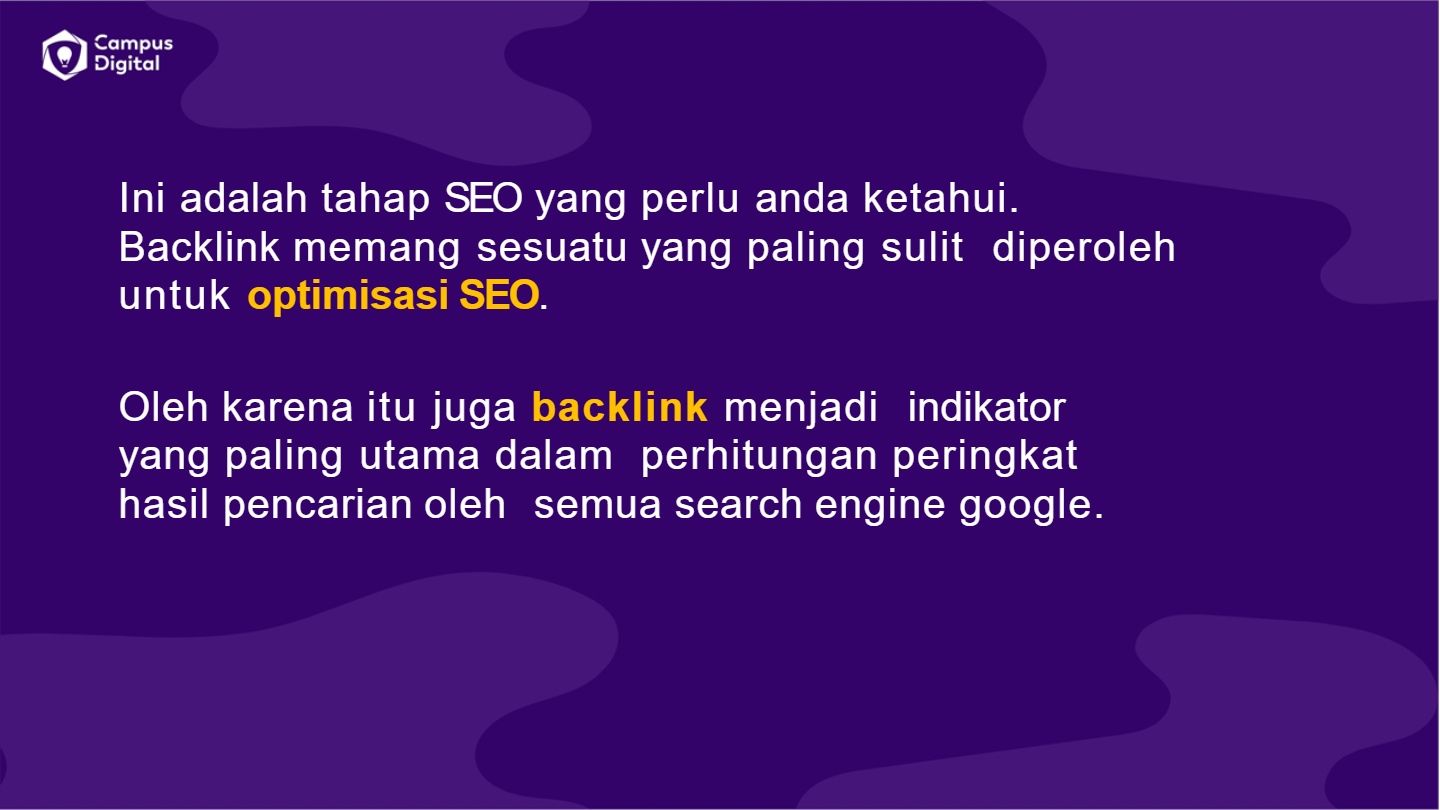 Campus
Digital
Ini adalah tahap SEO yang perlu anda ketahui.
Backlink memang sesuatu yang paling sulit diperoleh
untuk optimisasi SEO.
Oleh karena itu juga backlink menjadi indikator
yang paling utama dalam perhitungan peringkat
hasil pencarian oleh semua search engine google.